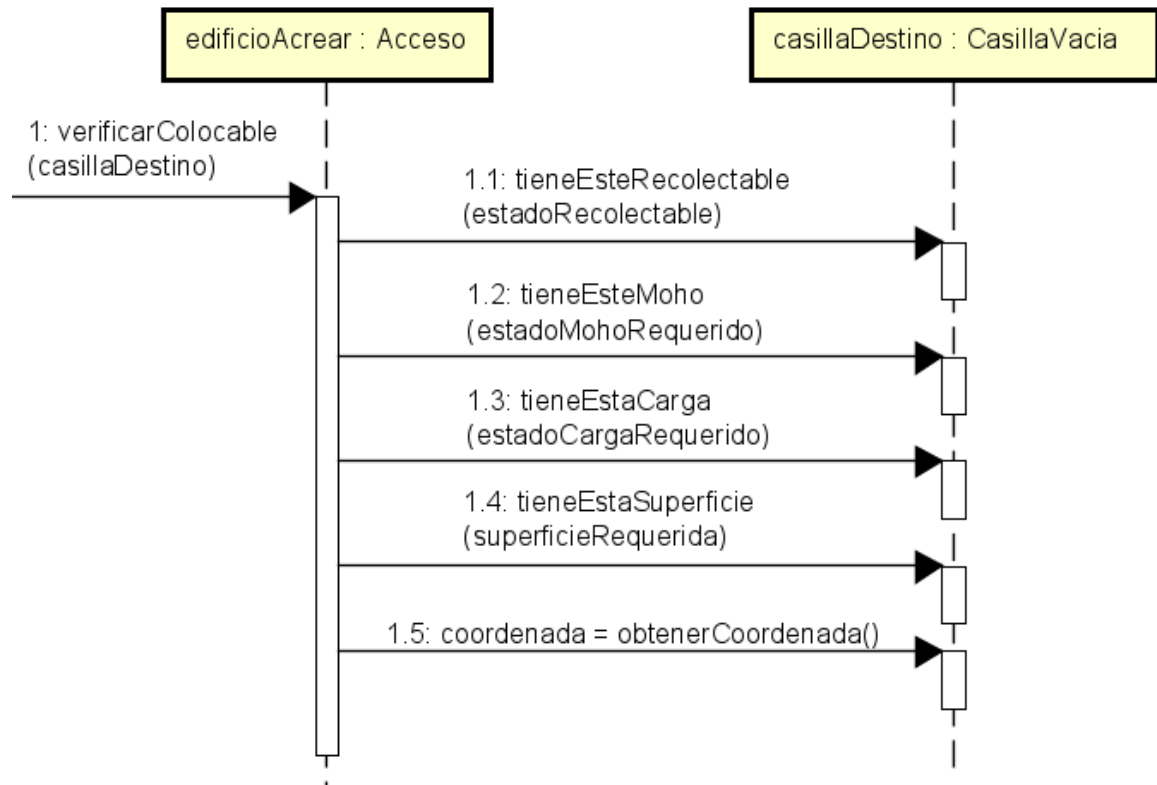 edificioAcrear : Acceso
casillaDestino : CasillaVacia
1: verificarColocable
(casillaDestino)
1.1: tieneEsteRecolectable
(estadoRecolectable)
1.2: tieneEsteMoho
(estadoMohoRequerido)
1.3: tieneEstaCarga
(estadoCargaRequerido)
1.4: tieneEstaSuperficie
(superficieRequerida)
1.5: coordenada = obtenerCoordenada()